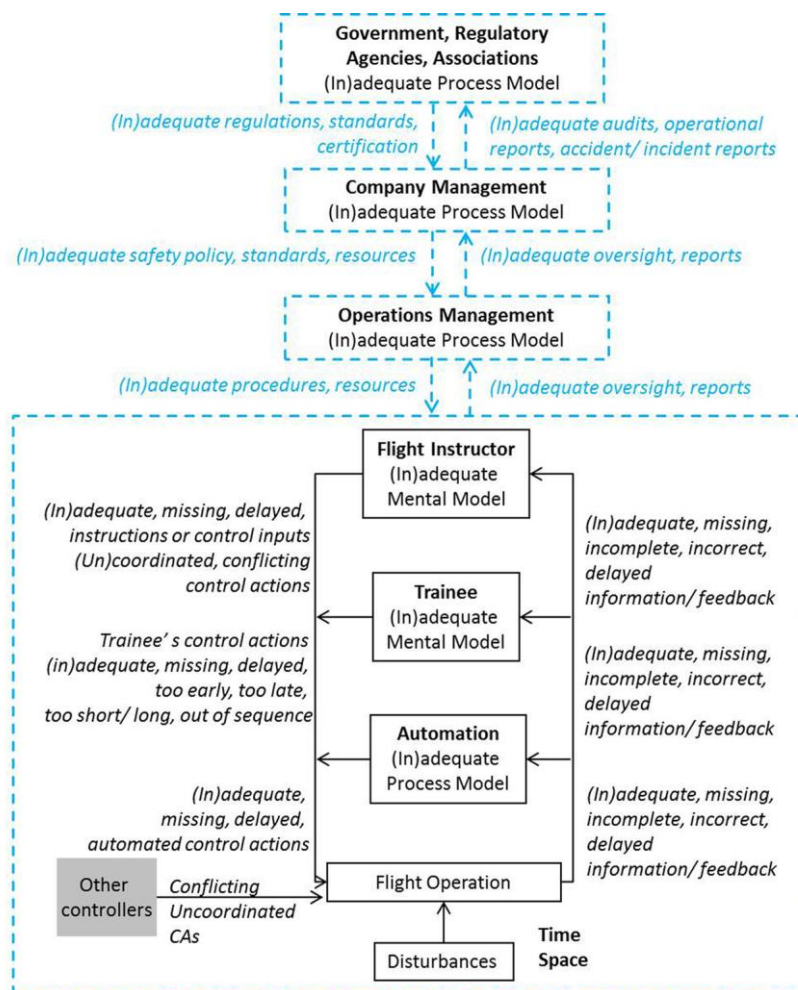 Government, Regulatory
Agencies, Associations
(In)adequate Process Model
(In)adequate regulations, standards,
certification
(In)adequate audits, operational
reports, accident/ incident reports
Company Management
(In)adequate Process Model
(In)adequate safety policy, standards, resources
(In)adequate oversight, reports
Operations Management
(In)adequate Process Model
(In)adequate procedures, resources
(In)adequate oversight, reports
Flight Instructor
(In)adequate
Mental Model
(In)adequate, missing, delayed,
instructions or control inputs
(Un)coordinated, conflicting
control actions
(In)adequate, missing,
incomplete, incorrect,
delayed
information/ feedback
Trainee
(In)adequate
Mental Model
Trainee's control actions
(in)adequate, missing, delayed,
too early, too late,
too short/ long, out of sequence
(In)adequate, missing,
incomplete, incorrect,
delayed
information/ feedback
Automation
(In)adequate
Process Model
(In)adequate,
missing, delayed,
automated control actions
(In)adequate, missing,
incomplete, incorrect,
delayed
information/ feedback
Other
controllers
Conflicting
Uncoordinated
CAs
Flight Operation
Disturbances
Time
Space